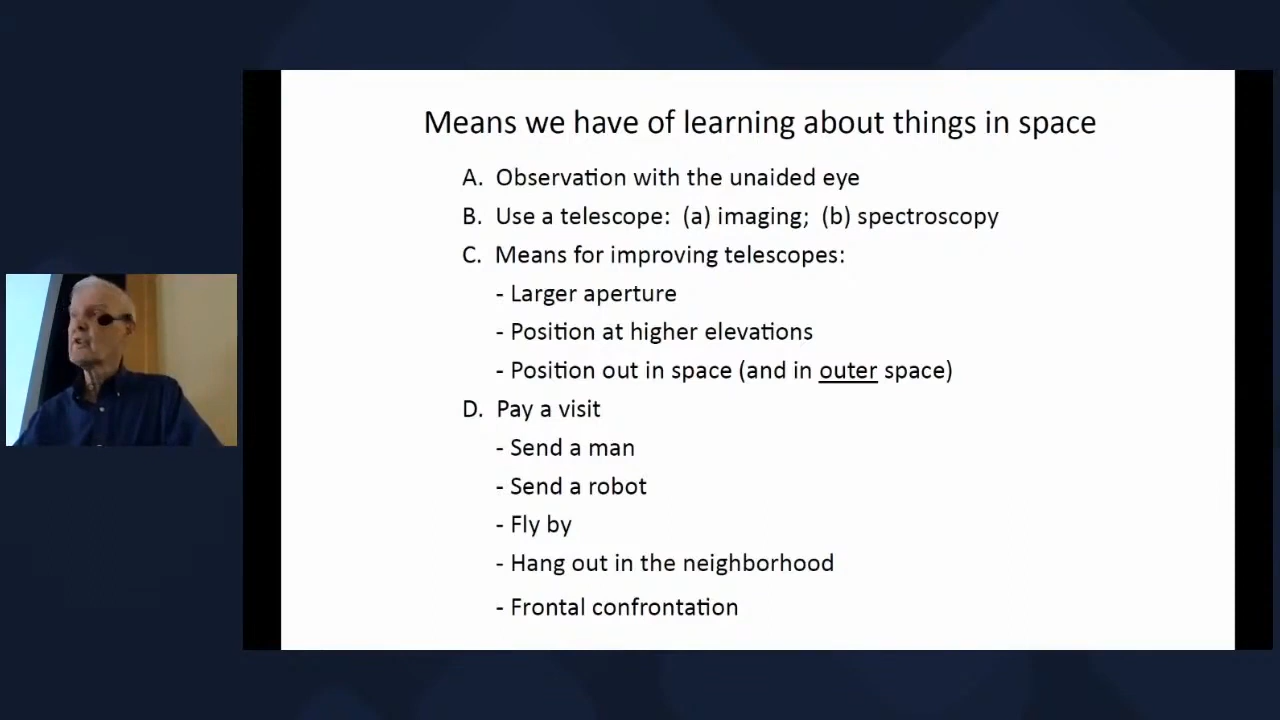 Means we have of learning about things in space
A. Observation with the unaided eye
B. Use a telescope: (a) imaging; (b) spectroscopy
C. Means for improving telescopes:
- Larger aperture
- Position at higher elevations
- Position out in space (and in outer space)
D. Pay a visit
- Send a man
- Send a robot
- Fly by
- Hang out in the neighborhood
- Frontal confrontation